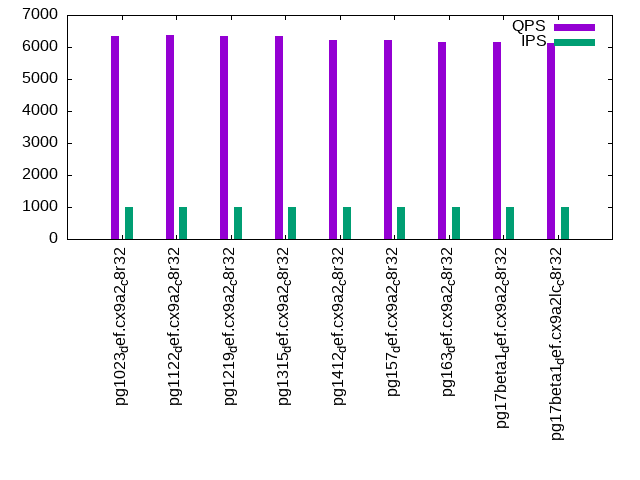 7000
6000
5000
4000
3000
2000
1000
0
QPS
IPS
pg1023def.cx9a2c8r32
pg1122def.cx9a2c8r32
pg1219def.cx9a2c8r32
pg1315def.cx9a2c8r32
pg1412def.cx9a2c8r32
pg157def.cx9a2c8r32
pg163def.cx9a2c8r32
pg17beta1def.cx9a2c8r32
pg17beta1def.cx9a2lcc8r32